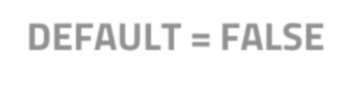 DEFAULT = FALSE